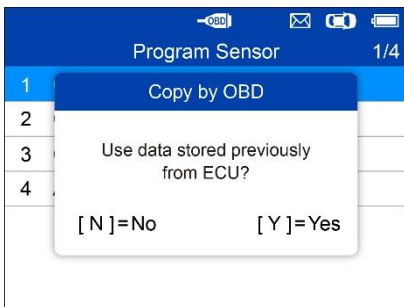 OBD
Program Sensor 1/4
1
Copy by OBD
2
3
4
Use data stored previously
from ECU?
[ N ]=No [ Y ]=Yes